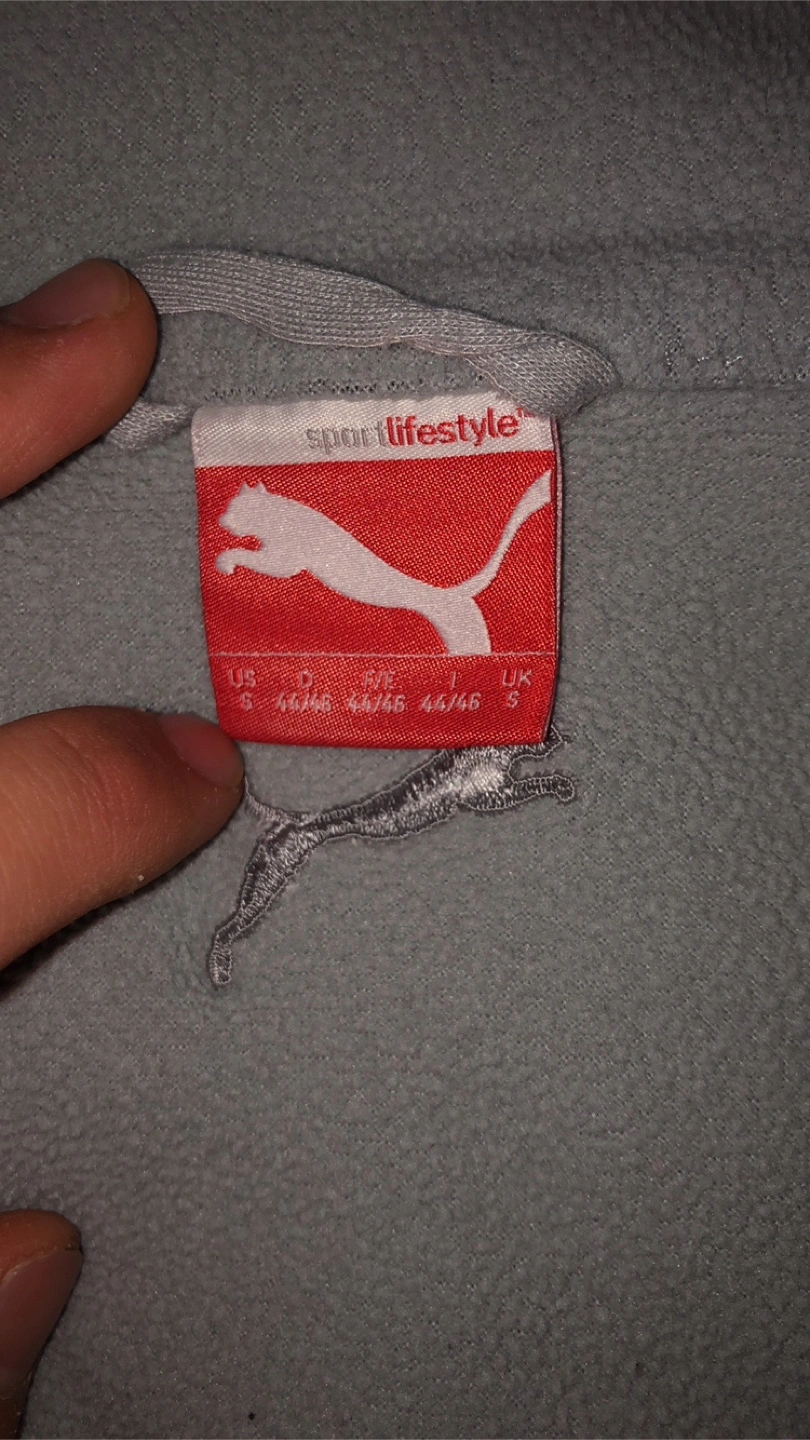 sportlifestyle
US D F/E I UK
S 44/46 44/46 44/46 S